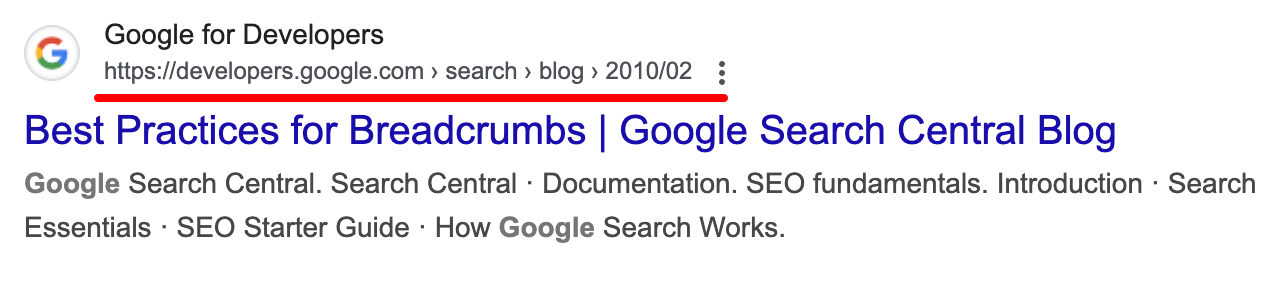 Google for Developers
https://developers.google.com › search › blog › 2010/02
Best Practices for Breadcrumbs | Google Search Central Blog
Google Search Central. Search Central · Documentation. SEO fundamentals. Introduction · Search
Essentials · SEO Starter Guide · How Google Search Works.